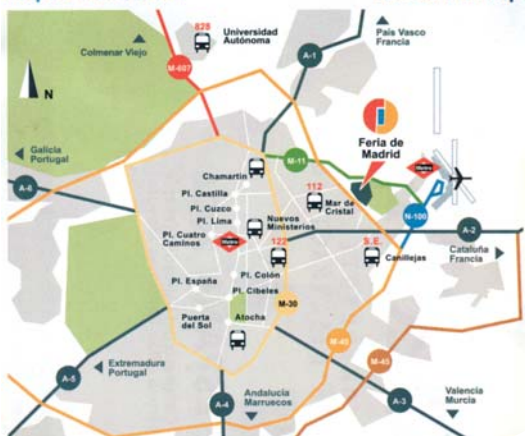 828
Universidad
Autónoma
Colmenar Viejo
País Vasco
Francia
M-607
A-1
N
Feria de
Madrid
Galicia
Portugal
M-11
Metro
Chamartín
A-6
Pl. Castilla
112
Mar de
Cristal
Pl. Cuzco
Pl. Lima
Nuevos
Ministerios
N-100
A-2
Pl. Cuatro
Caminos
Metro
122
S.E.
Canillejas
Cataluña
Francia
Pl. España
Pl. Colón
Pl. Cibeles
M-30
Puerta
del Sol
Atocha
M-40
M-45
Extremadura
Portugal
A-5
A-4
Andalucía
Marruecos
A-3
Valencia
Murcia